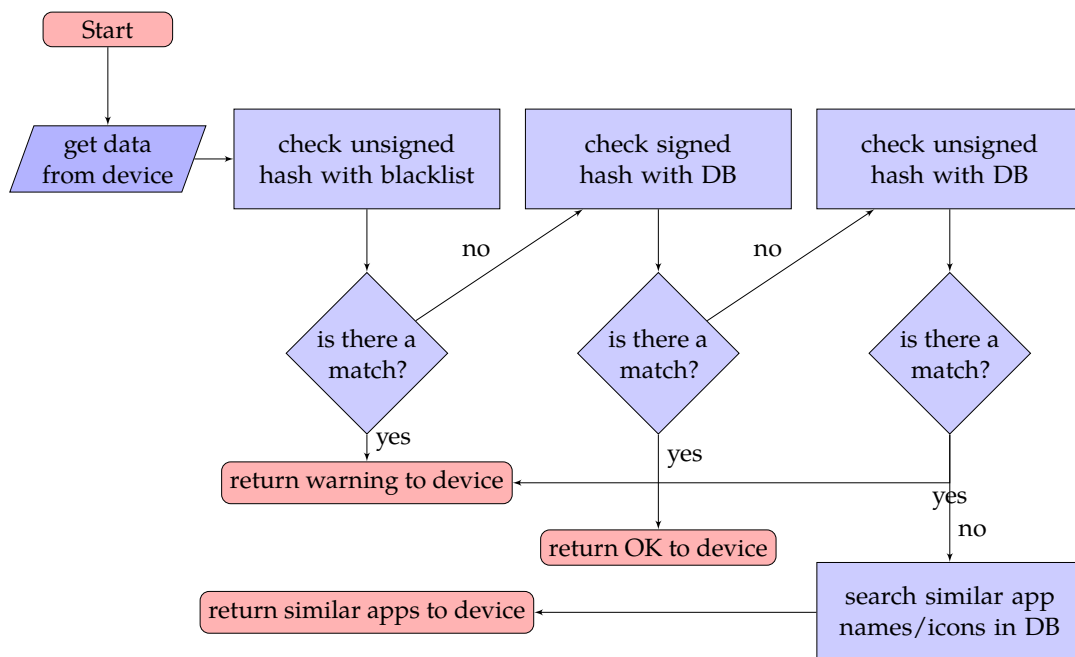 Start
get data
from device
check unsigned
hash with blacklist
check signed
hash with DB
check unsigned
hash with DB
no
no
is there a
match?
is there a
match?
is there a
match?
yes
yes
return warning to device
yes
no
return OK to device
search similar app
names/icons in DB
return similar apps to device